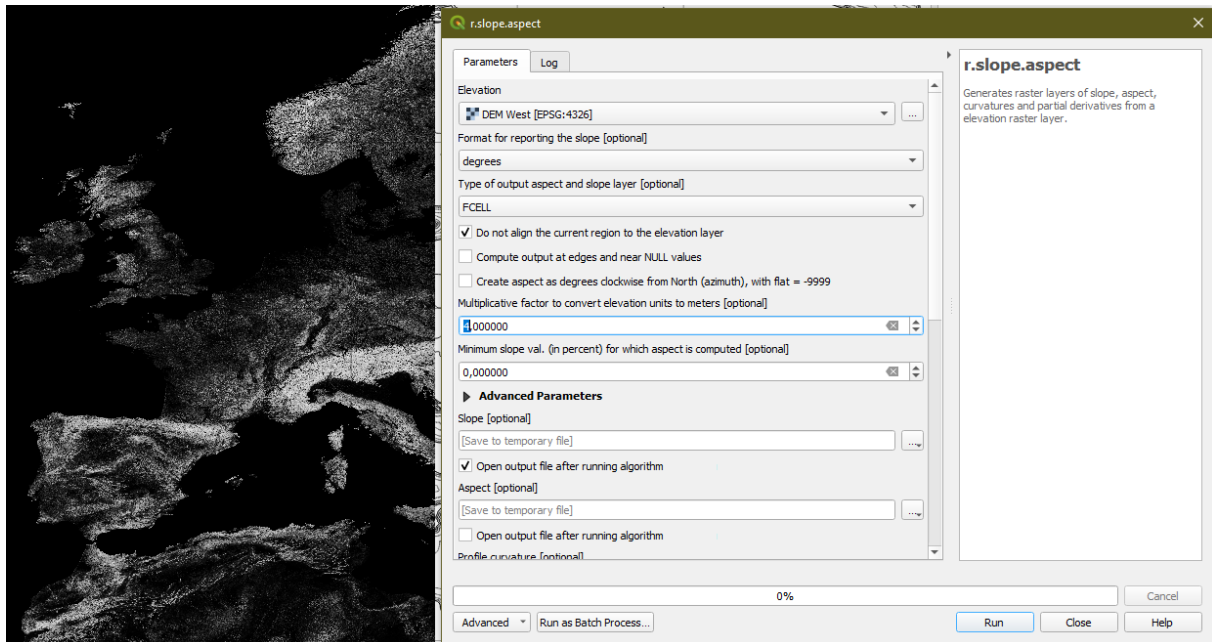 r.slope.aspect
Parameters
Log
Elevation
DEM West [EPSG:4326]
...
Format for reporting the slope [optional]
degrees
Type of output aspect and slope layer [optional]
FCELL
Do not align the current region to the elevation layer
Compute output at edges and near NULL values
Create aspect as degrees clockwise from North (azimuth), with flat = -9999
Multiplicative factor to convert elevation units to meters [optional]
4,000000
Minimum slope val. (in percent) for which aspect is computed [optional]
0,000000
Advanced Parameters
Slope [optional]
[Save to temporary file]
...
Open output file after running algorithm
Aspect [optional]
[Save to temporary file]
...
Open output file after running algorithm
Profile curvature [optional]
r.slope.aspect
Generates raster layers of slope, aspect,
curvatures and partial derivatives from a
elevation raster layer.
0%
Cancel
Advanced
Run as Batch Process...
Run
Close
Help